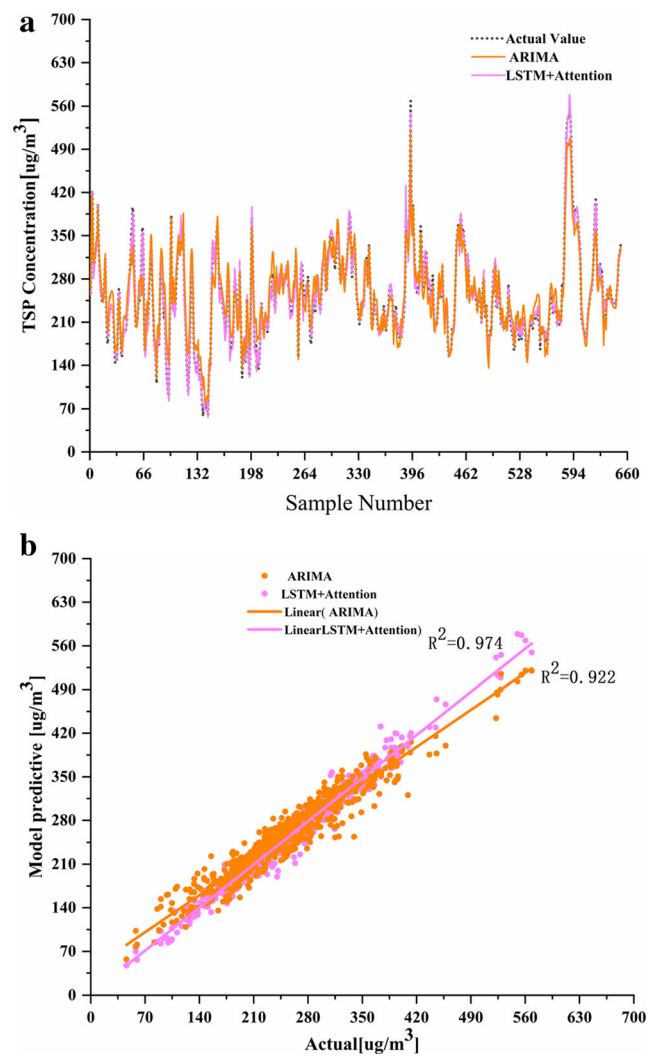 a
700
630
560
490
420
350
280
210
140
70
0
TSP Concentration[ug/m³]
Actual Value
ARIMA
LSTM+Attention
0 66 132 198 264 330 396 462 528 594 660
Sample Number
b
700
630
560
490
420
350
280
210
140
70
0
Model predictive [ug/m³]
ARIMA
LSTM+Attention
Linear( ARIMA)
LinearLSTM+Attention)
R²=0.974
R²=0.922
0 70 140 210 280 350 420 490 560 630 700
Actual[ug/m³]